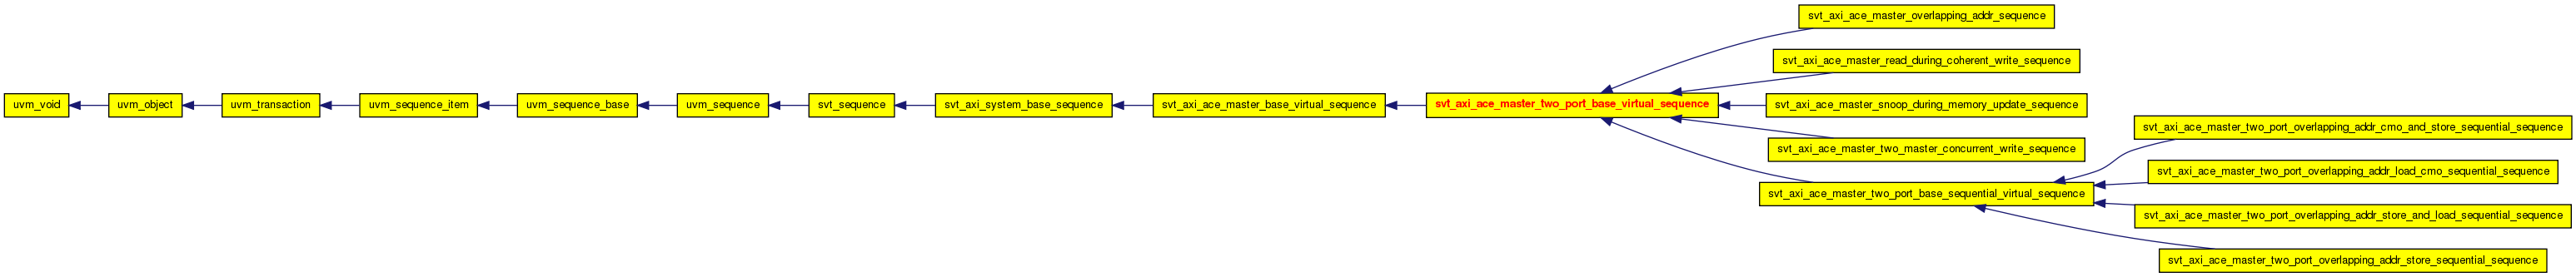 svt_axi_ace_master_overlapping_addr_sequence
svt_axi_ace_master_read_during_coherent_write_sequence
uvm_void
uvm_object
uvm_transaction
uvm_sequence_item
uvm_sequence_base
uvm_sequence
svt_sequence
svt_axi_system_base_sequence
svt_axi_ace_master_base_virtual_sequence
svt_axi_ace_master_two_port_base_virtual_sequence
svt_axi_ace_master_snoop_during_memory_update_sequence
svt_axi_ace_master_two_port_overlapping_addr_cmo_and_store_sequential_sequence
svt_axi_ace_master_two_master_concurrent_write_sequence
svt_axi_ace_master_two_port_overlapping_addr_load_cmo_sequential_sequence
svt_axi_ace_master_two_port_base_sequential_virtual_sequence
svt_axi_ace_master_two_port_overlapping_addr_store_and_load_sequential_sequence
svt_axi_ace_master_two_port_overlapping_addr_store_sequential_sequence